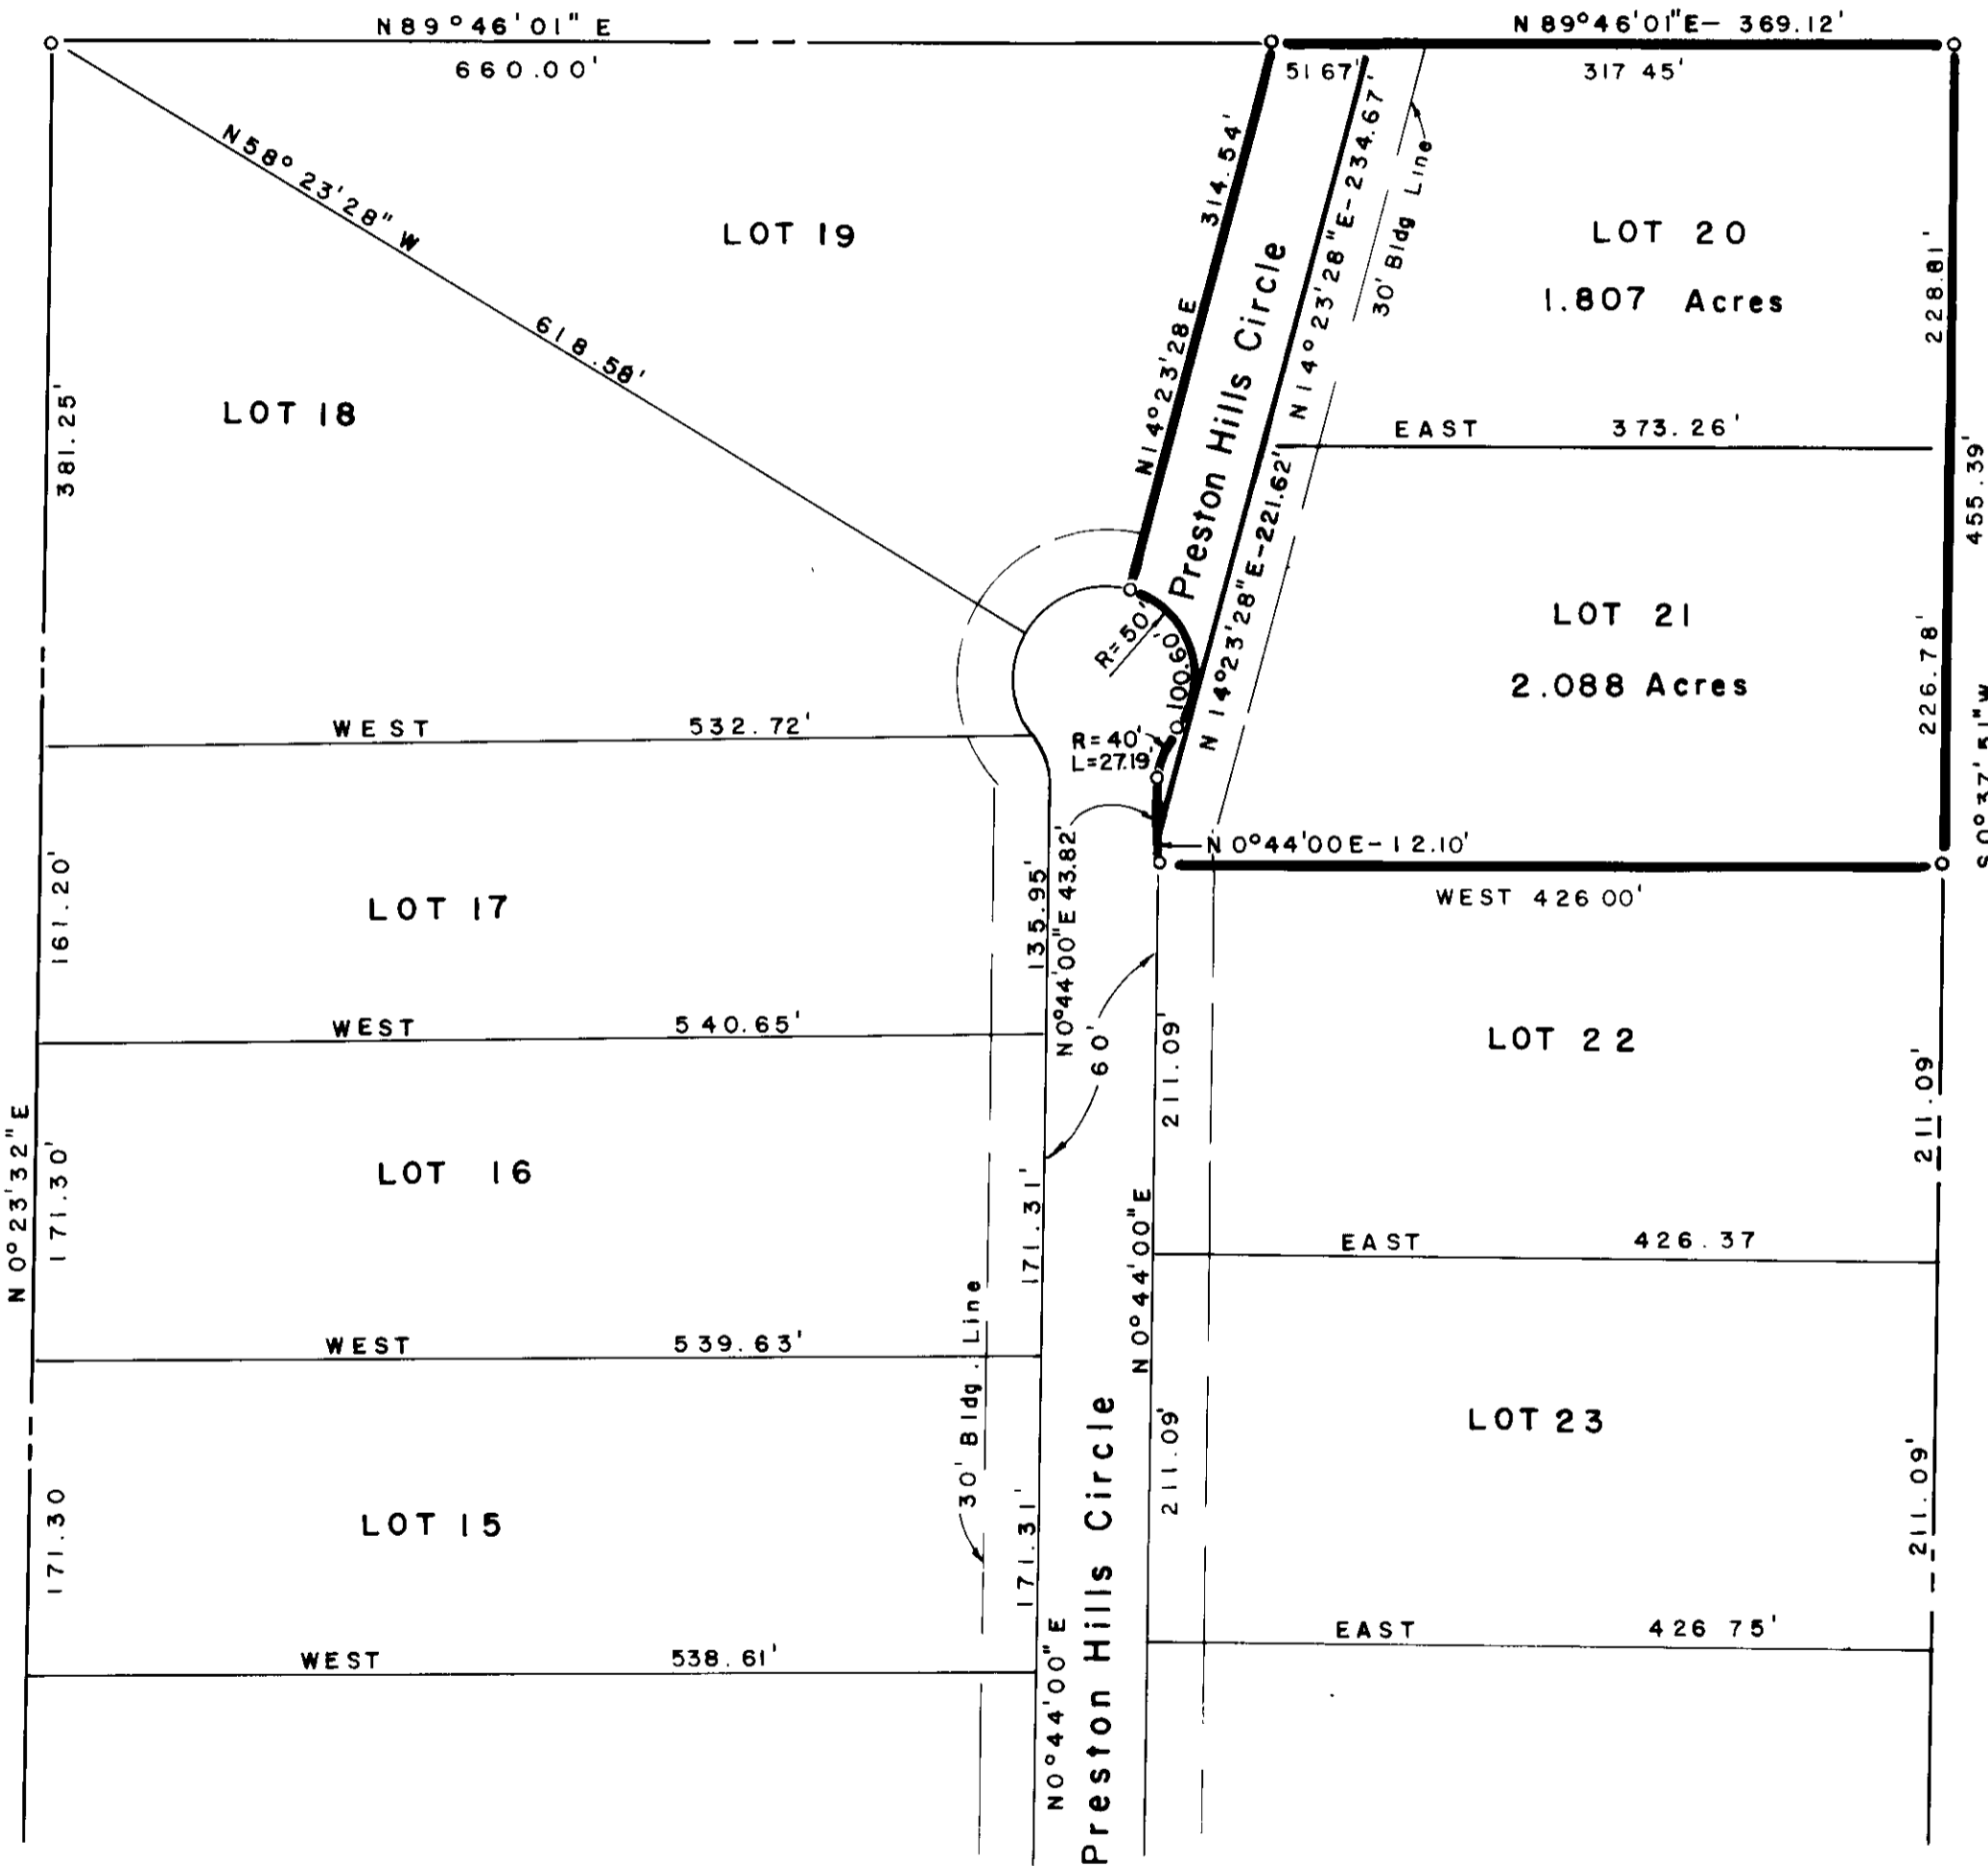 N 89° 46' 01" E
660.00'
N 89° 46' 01" E- 369.12'
51 67'
317 45'
N 58° 23' 28" W
618.58'
LOT 19
314.54'
N 14° 23' 28 E
Preston Hills Circle
N 14° 23' 28" E- 234.67'
30' Bldg Line
LOT 20
1.807 Acres
228.81'
381.25'
LOT 18
EAST 373.26'
455.39'
S 0° 37' 51" W
N 14° 23' 28" E-221.62'
LOT 21
2.088 Acres
226.78'
R= 50'
100.60'
R= 40'
L=27.19'
WEST 532.72'
N 0° 44' 00 E- 12.10'
WEST 426 00'
161.20'
LOT 17
135.95'
N 0° 44' 00" E 43.82'
WEST 540.65'
60'
211.09'
LOT 22
211.09'
N 0° 23' 32" E
171.30'
LOT 16
171.31'
N 0° 44' 00" E
EAST 426.37
WEST 539.63'
30' Bldg. Line
LOT 23
211.09'
211.09'
171.30
LOT 15
171.31'
Preston Hills Circle
EAST 426 75'
WEST 538.61'
N 0° 44' 00" E